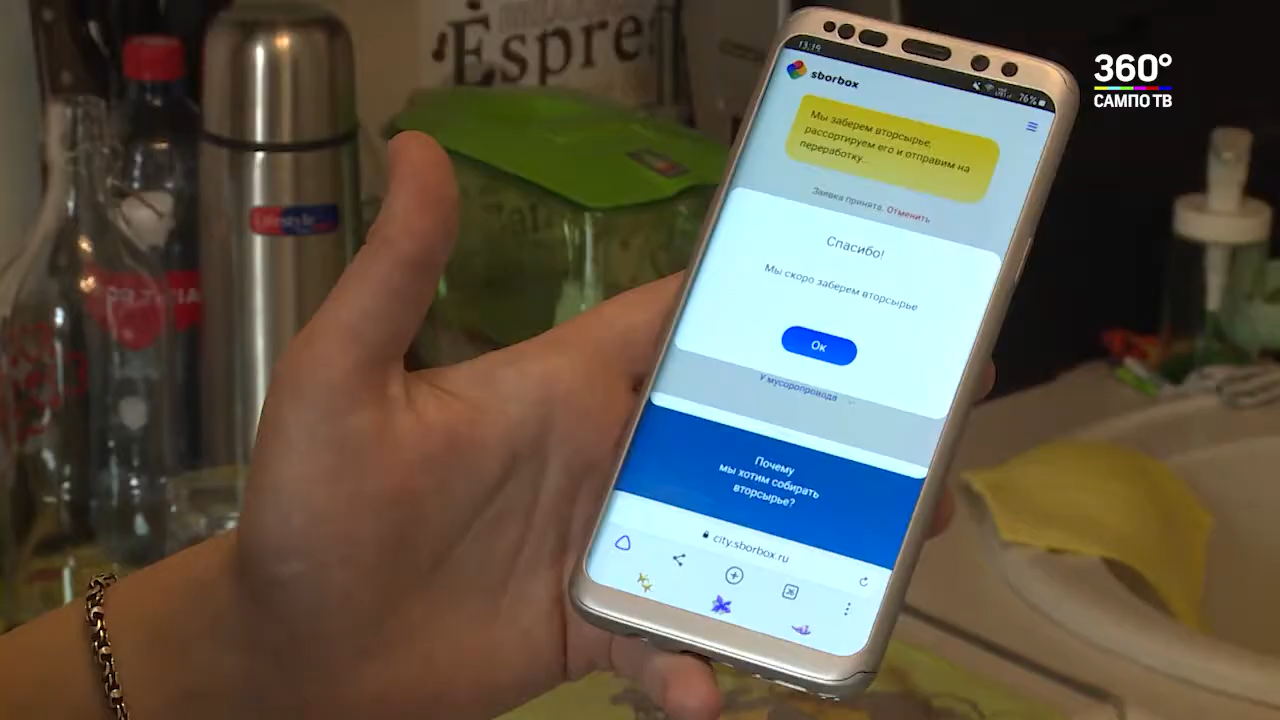 Espre
360°
САМПО ТВ
Lifestyle
13:19
76%
sborbox
Мы заберем вторсырье,
рассортируем его и отправим на
переработку...
Заявка принята. Отменить
Спасибо!
Мы скоро заберем вторсырье
Ок
У мусоропровода
Почему
мы хотим собирать
вторсырье?
city.sborbox.ru